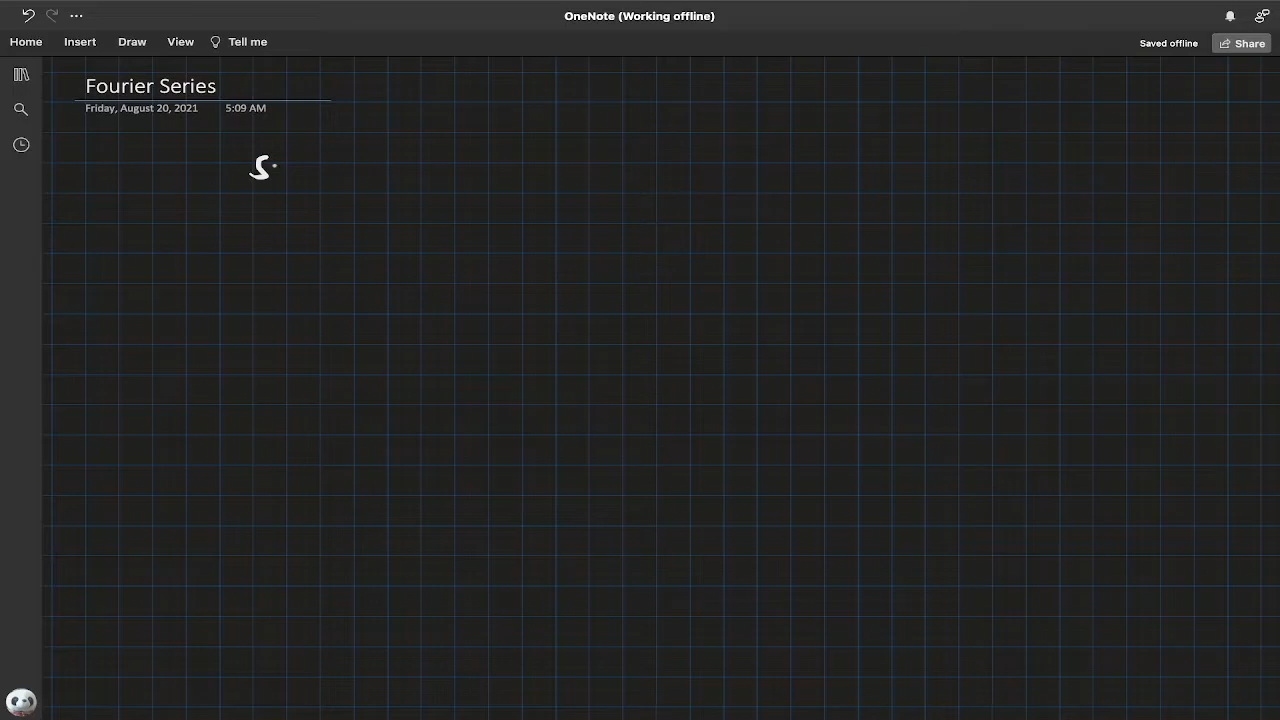 OneNote (Working offline)
Home Insert Draw View Tell me
Saved offline Share
Fourier Series
Friday, August 20, 2021 5:09 AM
S